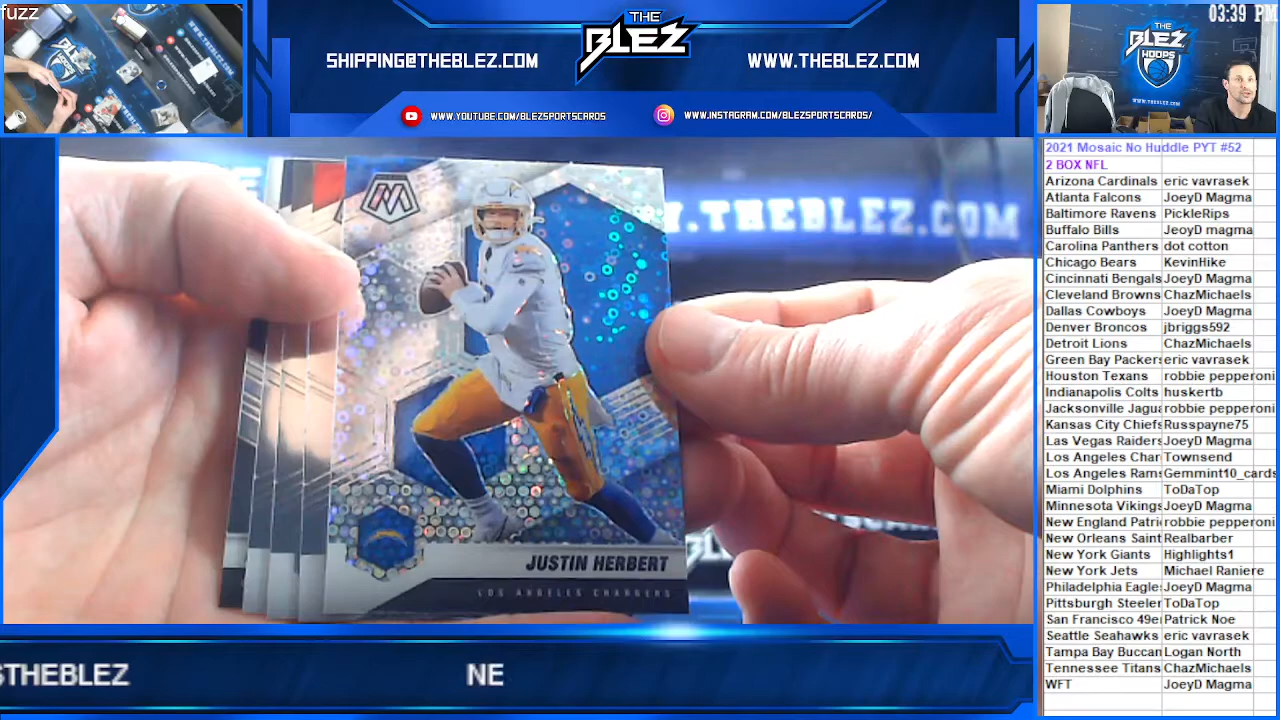 fuzz
SHIPPING@THEBLEZ.COM
THE
BLEZ
WWW.THEBLEZ.COM
WWW.YOUTUBE.COM/BLEZSPORTSCARDS
WWW.INSTAGRAM.COM/BLEZSPORTSCARDS/
03:39 PM
THE
BLEZ
HOOPS
WWW.THEBLEZ.COM
M
W.THEBLEZ.COM
JUSTIN HERBERT
LOS ANGELES CHARGERS
STHEBLEZ NE
2021 Mosaic No Huddle PYT #52
2 BOX NFL
Arizona Cardinals eric vavrasek
Atlanta Falcons JoeyD Magma
Baltimore Ravens PickleRips
Buffalo Bills JeoyD magma
Carolina Panthers dot cotton
Chicago Bears KevinHike
Cincinnati Bengals JoeyD Magma
Cleveland Browns ChazMichaels
Dallas Cowboys JoeyD Magma
Denver Broncos jbriggs592
Detroit Lions ChazMichaels
Green Bay Packers eric vavrasek
Houston Texans robbie pepperoni
Indianapolis Colts huskertb
Jacksonville Jagua robbie pepperoni
Kansas City Chiefs Russpayne75
Las Vegas Raiders JoeyD Magma
Los Angeles Char Townsend
Los Angeles Rams Gemmint10_cards
Miami Dolphins ToDaTop
Minnesota Vikings JoeyD Magma
New England Patri robbie pepperoni
New Orleans Saint Realbarber
New York Giants Highlights1
New York Jets Michael Raniere
Philadelphia Eagle JoeyD Magma
Pittsburgh Steeler ToDaTop
San Francisco 49e Patrick Noe
Seattle Seahawks eric vavrasek
Tampa Bay Buccan Logan North
Tennessee Titans ChazMichaels
WFT JoeyD Magma